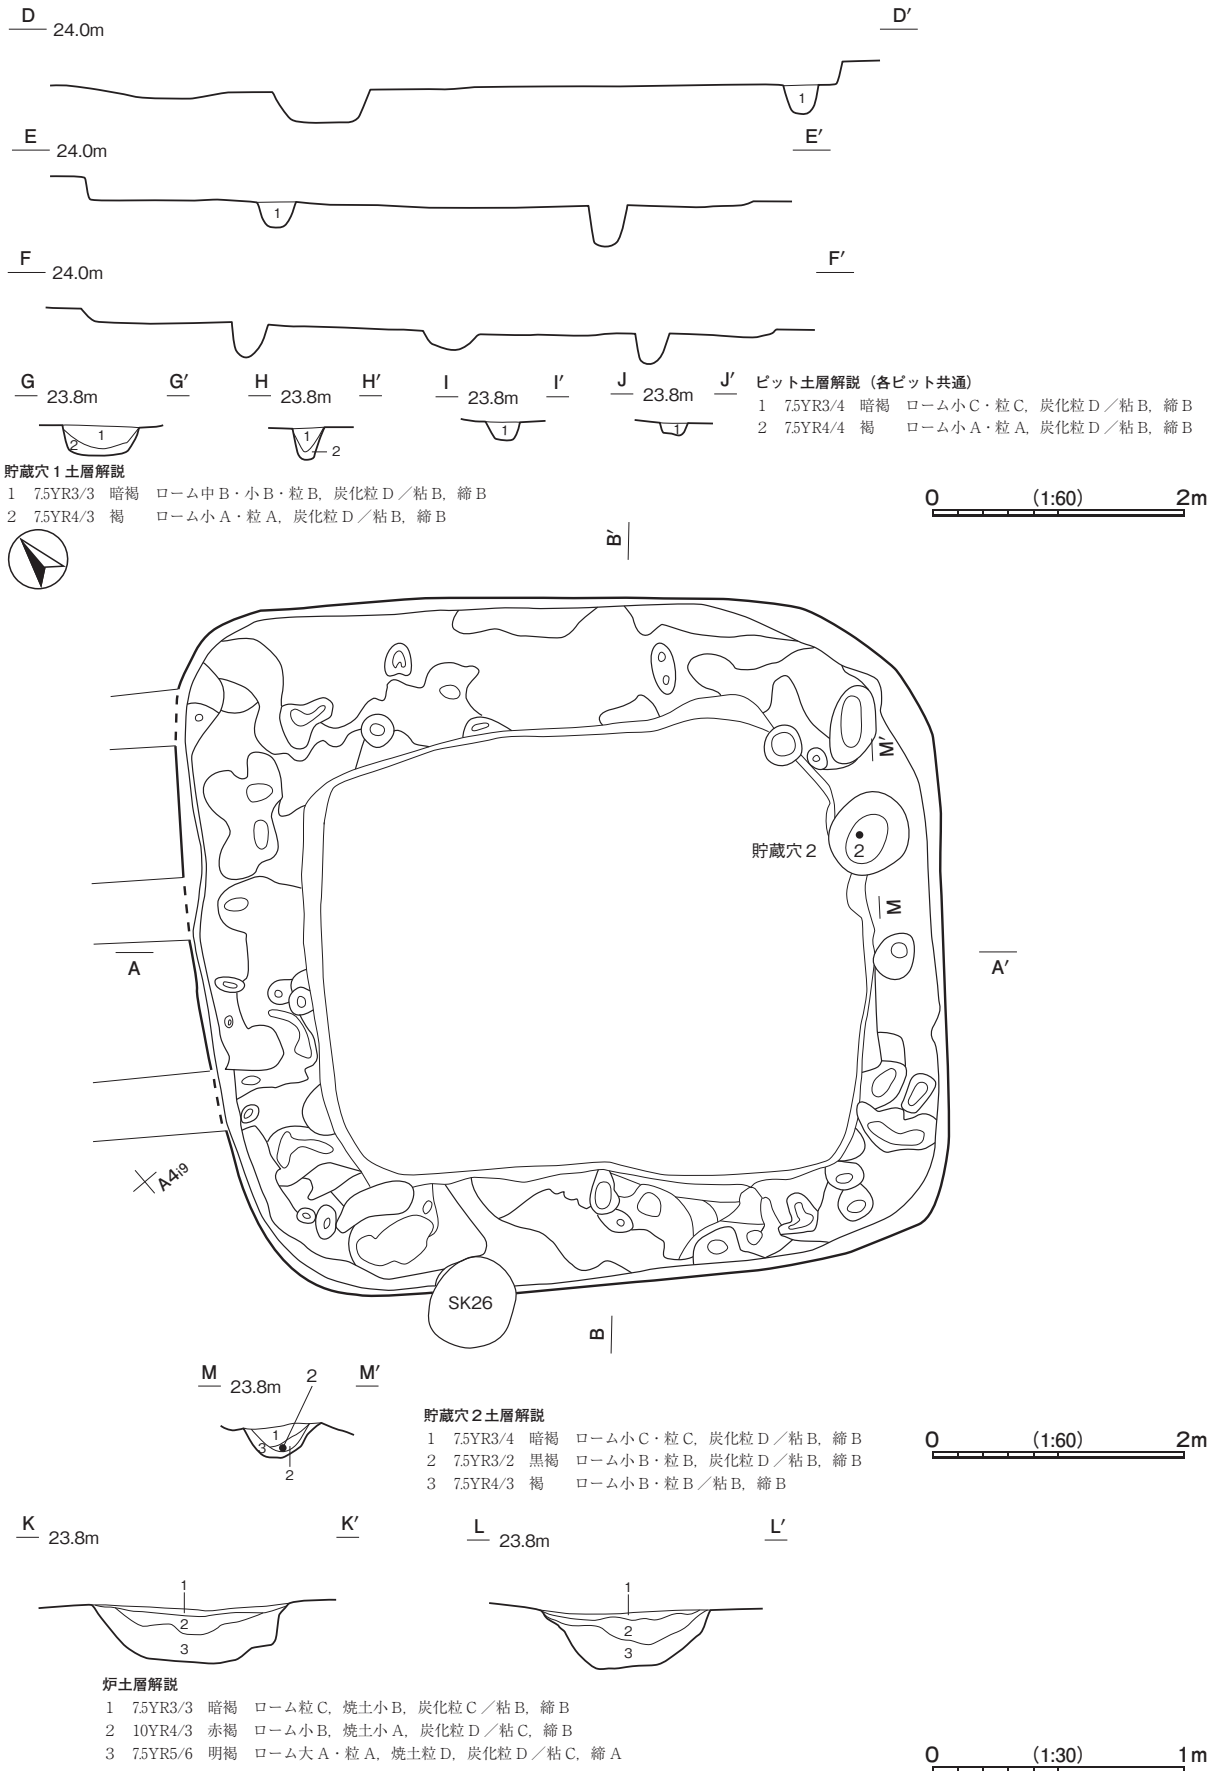 D 24.0m D′
1
E 24.0m E′
1
F 24.0m F′
G 23.8m G′
1
2
H 23.8m H′
1
2
I 23.8m I′
1
J 23.8m J′
1
ピット土層解説（各ピット共通）
1 7.5YR3/4 暗褐 ローム小C・粒C，炭化粒D／粘B，締B
2 7.5YR4/4 褐 ローム小A・粒A，炭化粒D／粘B，締B
貯蔵穴1土層解説
1 7.5YR3/3 暗褐 ローム中B・小B・粒B，炭化粒D／粘B，締B
2 7.5YR4/3 褐 ローム小A・粒A，炭化粒D／粘B，締B
0 (1:60) 2m
B′
M′
貯蔵穴2
2
M
A
A′
A4i9
SK26
B
M 23.8m 2 M′
1
3
2
貯蔵穴2土層解説
1 7.5YR3/4 暗褐 ローム小C・粒C，炭化粒D／粘B，締B
2 7.5YR3/2 黒褐 ローム小B・粒B，炭化粒D／粘B，締B
3 7.5YR4/3 褐 ローム小B・粒B／粘B，締B
0 (1:60) 2m
K 23.8m K′
1
2
3
L 23.8m L′
1
2
3
炉土層解説
1 7.5YR3/3 暗褐 ローム粒C，焼土小B，炭化粒C／粘B，締B
2 10YR4/3 赤褐 ローム小B，焼土小A，炭化粒D／粘C，締B
3 7.5YR5/6 明褐 ローム大A・粒A，焼土粒D，炭化粒D／粘C，締A
0 (1:30) 1m